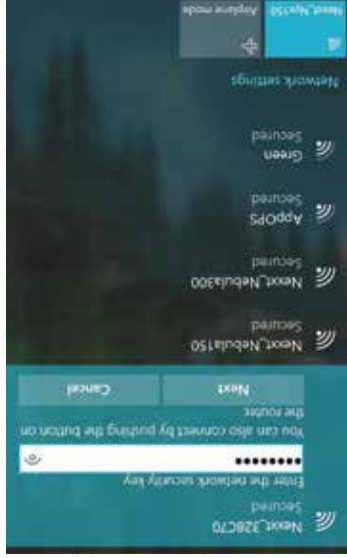 Nexxt_328C70
Secured
Enter the network security key
••••••••
You can also connect by pushing the button on
the router.
Next
Cancel
Nexxt_Nebula150
Secured
Nexxt_Nebula300
Secured
AppOPS
Secured
Green
Secured
Network settings
Airplane mode